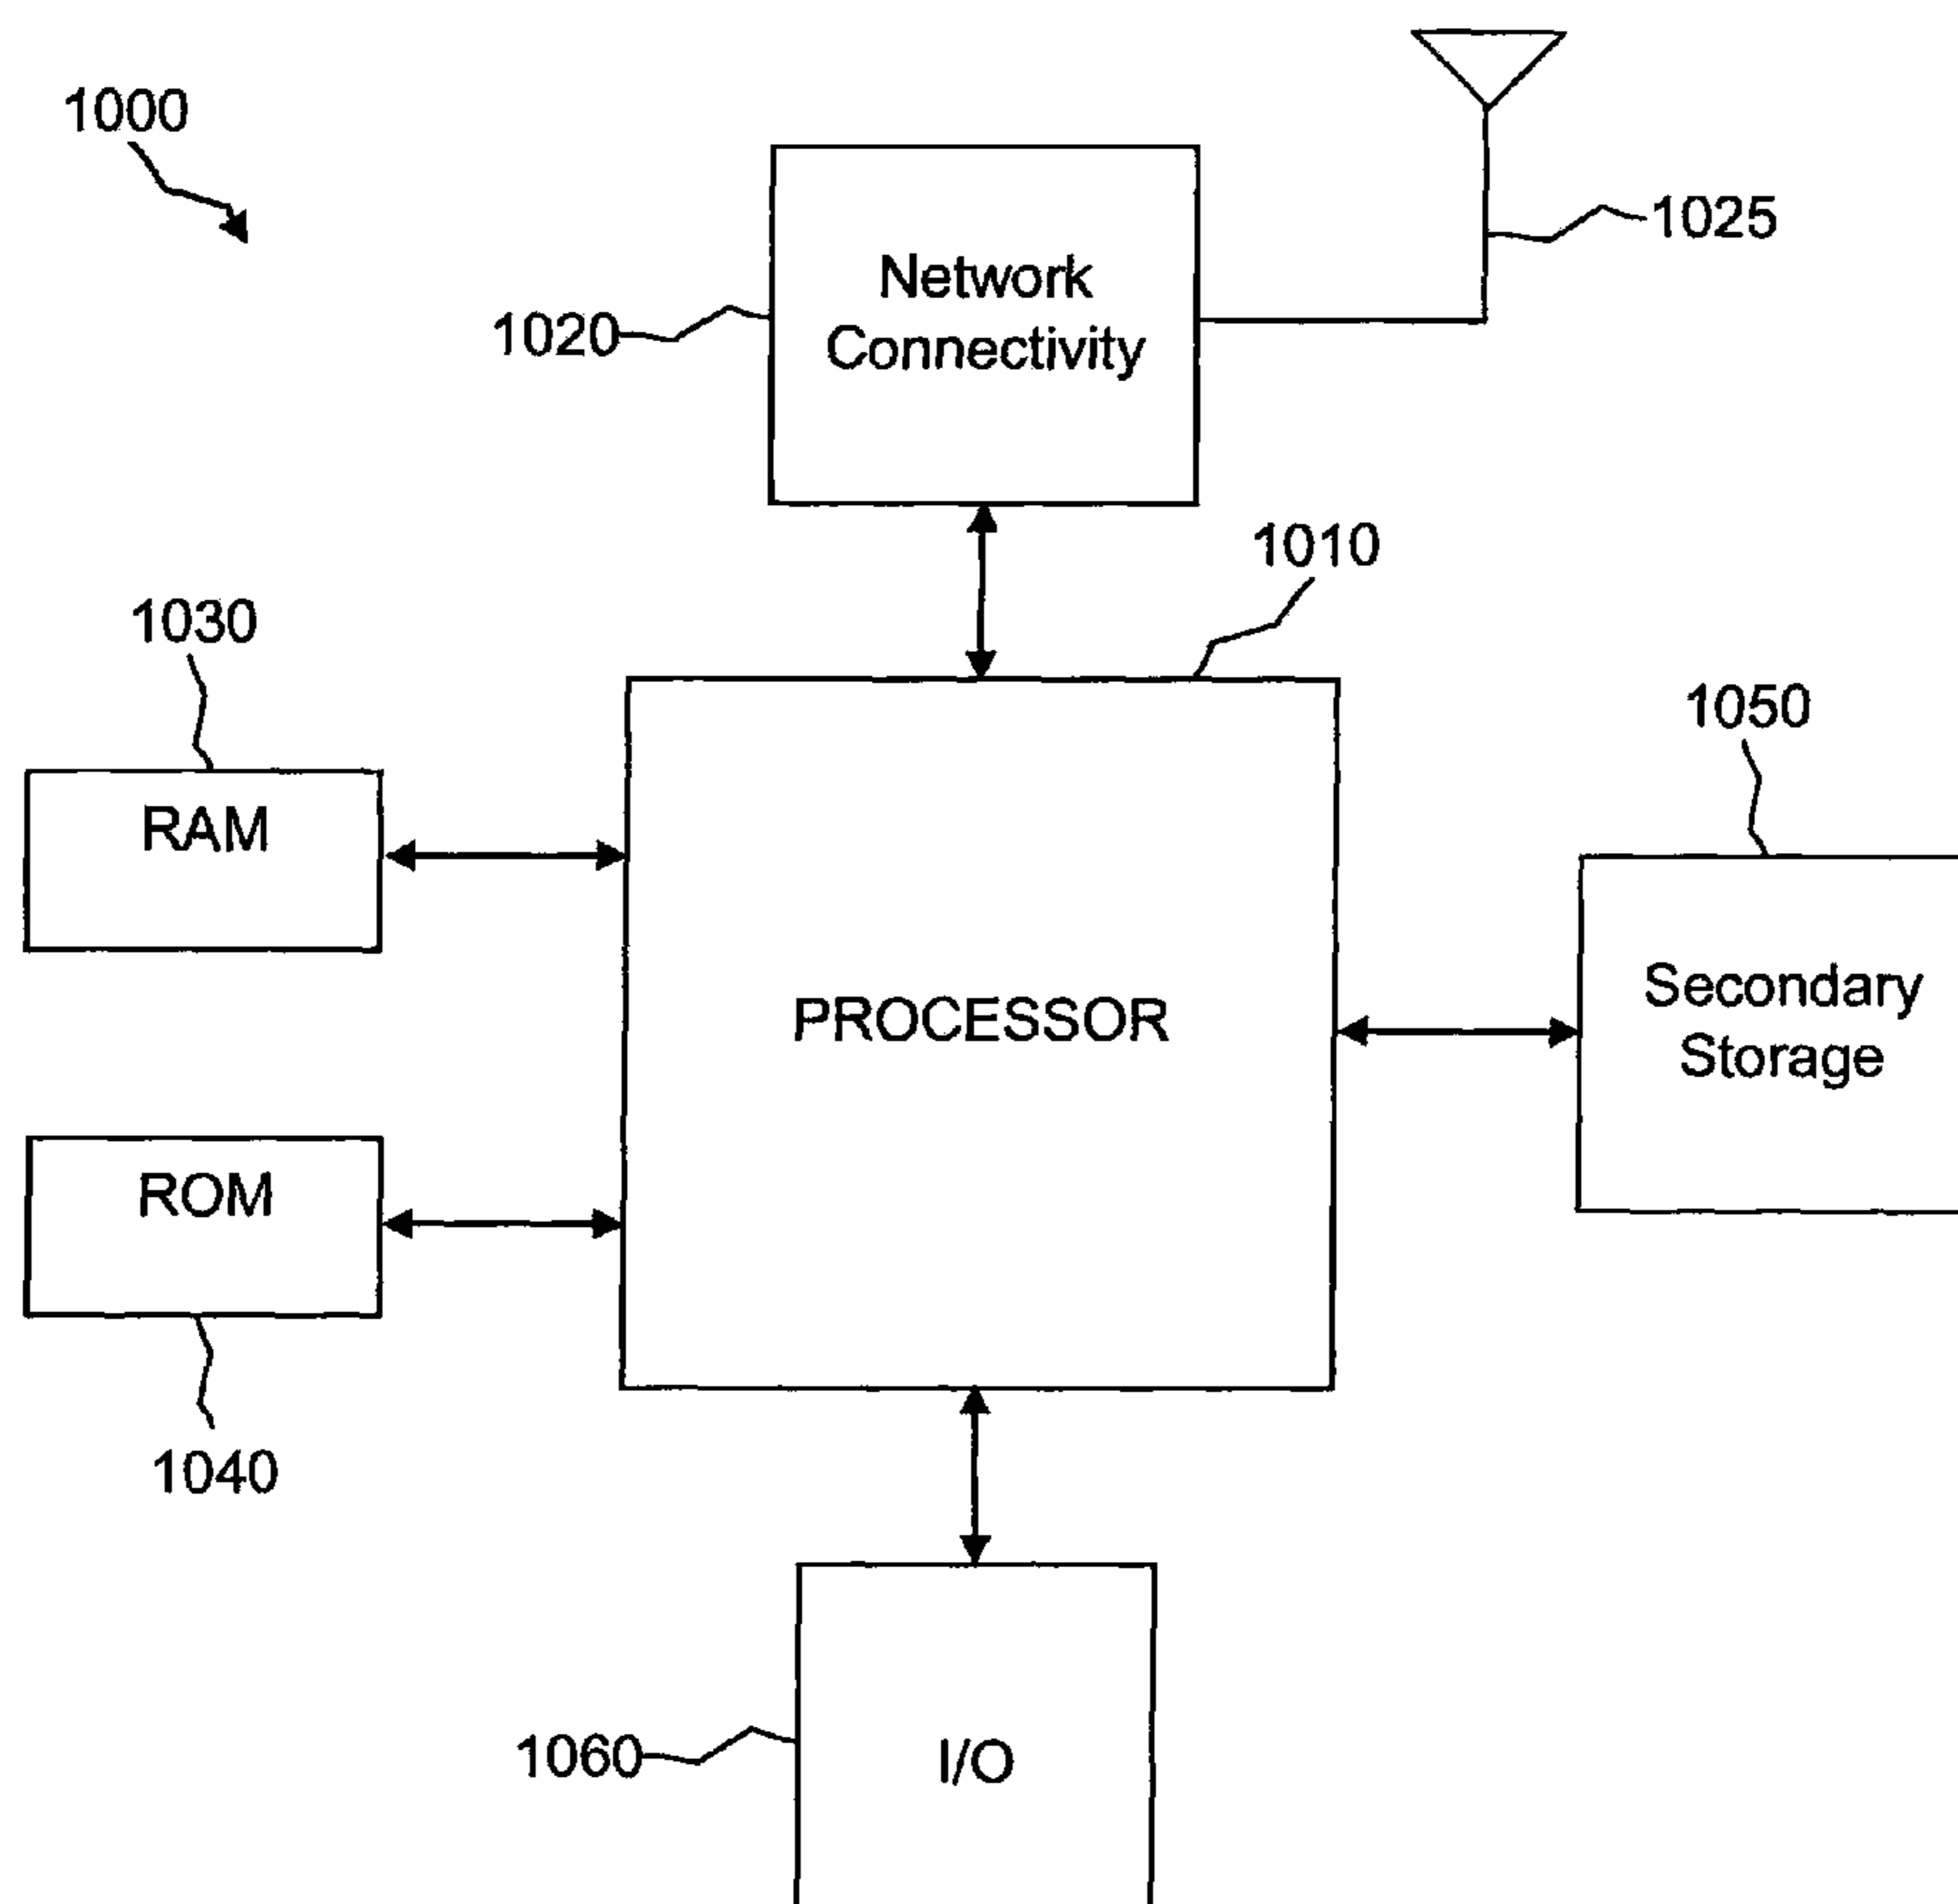 1000
1025
Network
Connectivity
1020
1010
1030
RAM
1050
PROCESSOR
Secondary
Storage
ROM
1040
1060
I/O